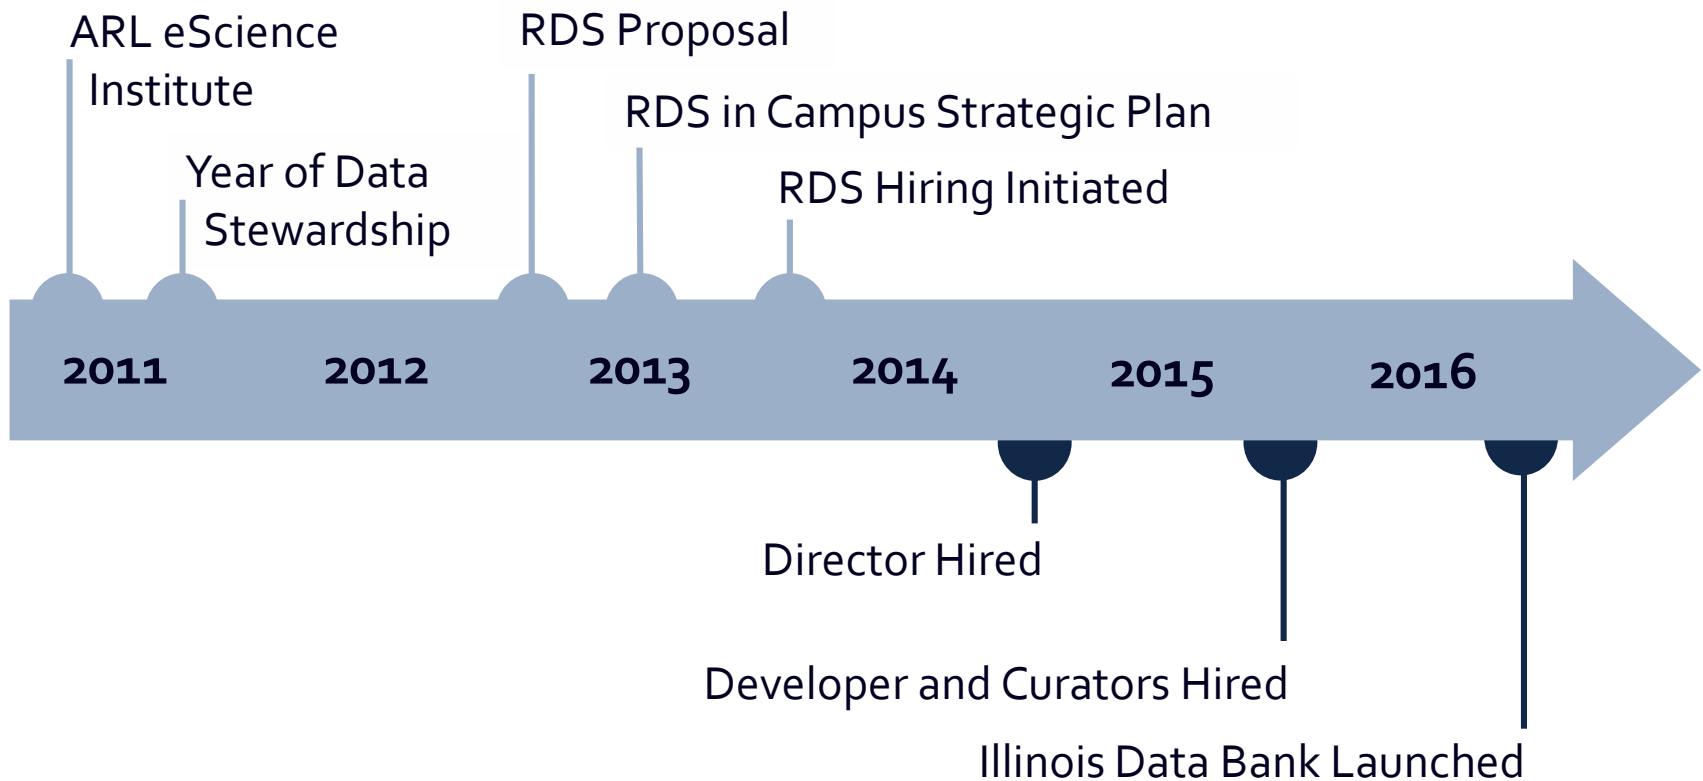 ARL eScience
Institute
RDS Proposal
RDS in Campus Strategic Plan
Year of Data
Stewardship
RDS Hiring Initiated
2011 2012 2013 2014 2015 2016
Director Hired
Developer and Curators Hired
Illinois Data Bank Launched